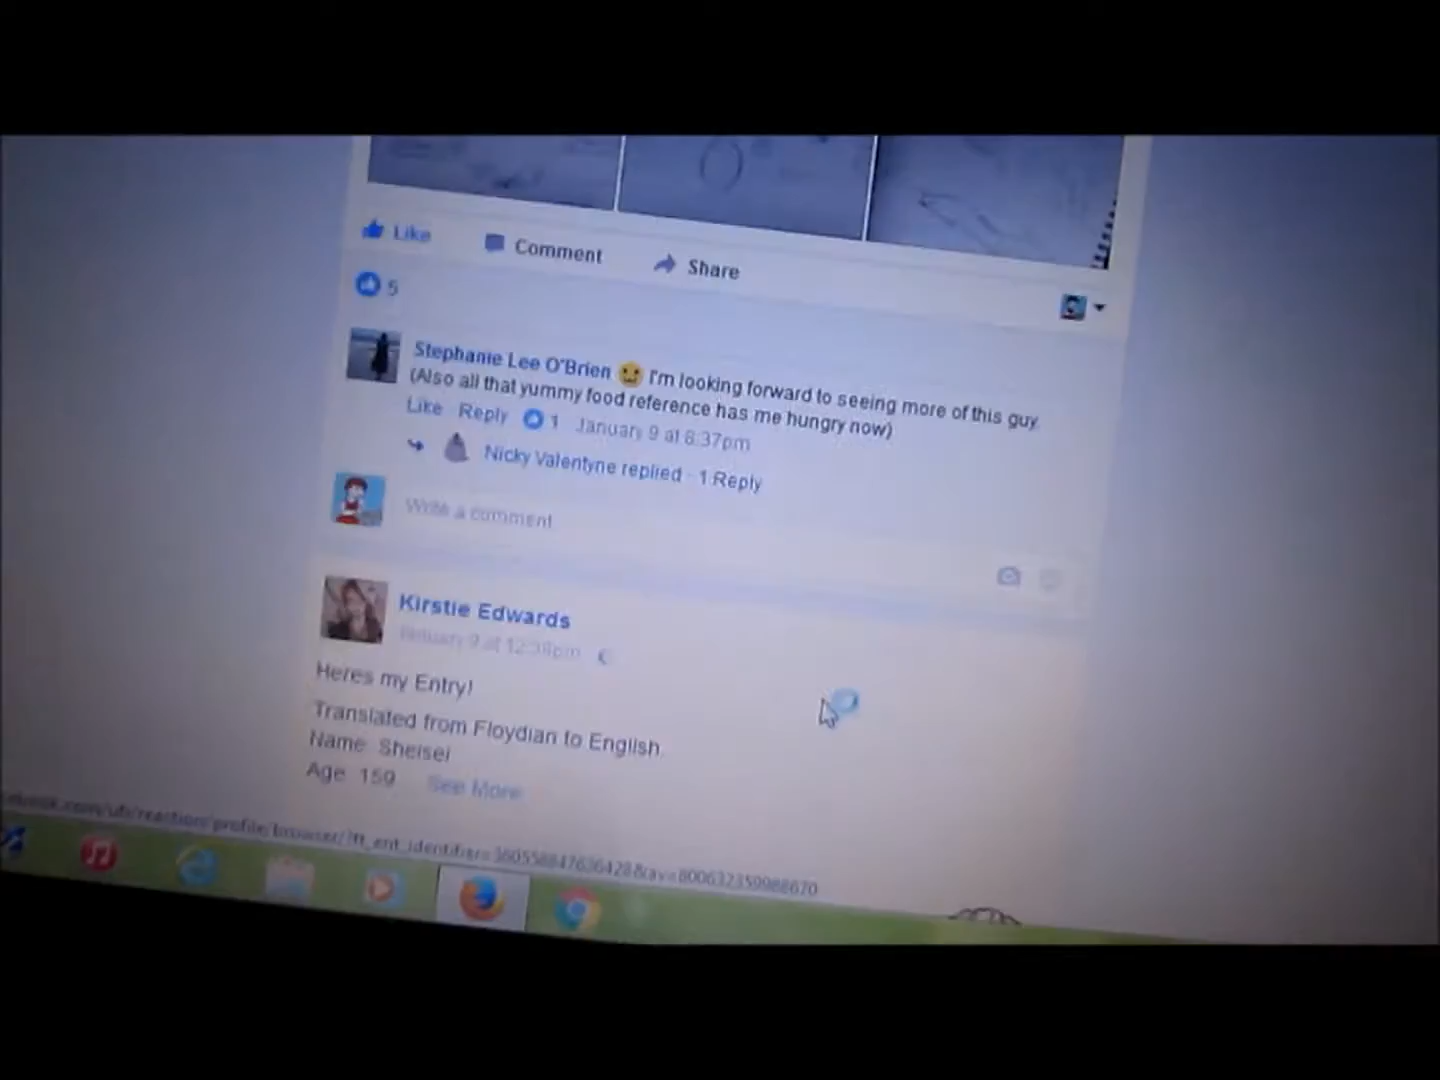 Like Comment Share
5
Stephanie Lee O'Brien I'm looking forward to seeing more of this guy.
(Also all that yummy food reference has me hungry now)
Like Reply 1 January 9 at 8:37pm
Nicky Valentyne replied · 1 Reply
Write a comment
Kirstie Edwards
January 9 at 12:39pm
Heres my Entry!
Translated from Floydian to English.
Name Sheisei
Age 159 See More